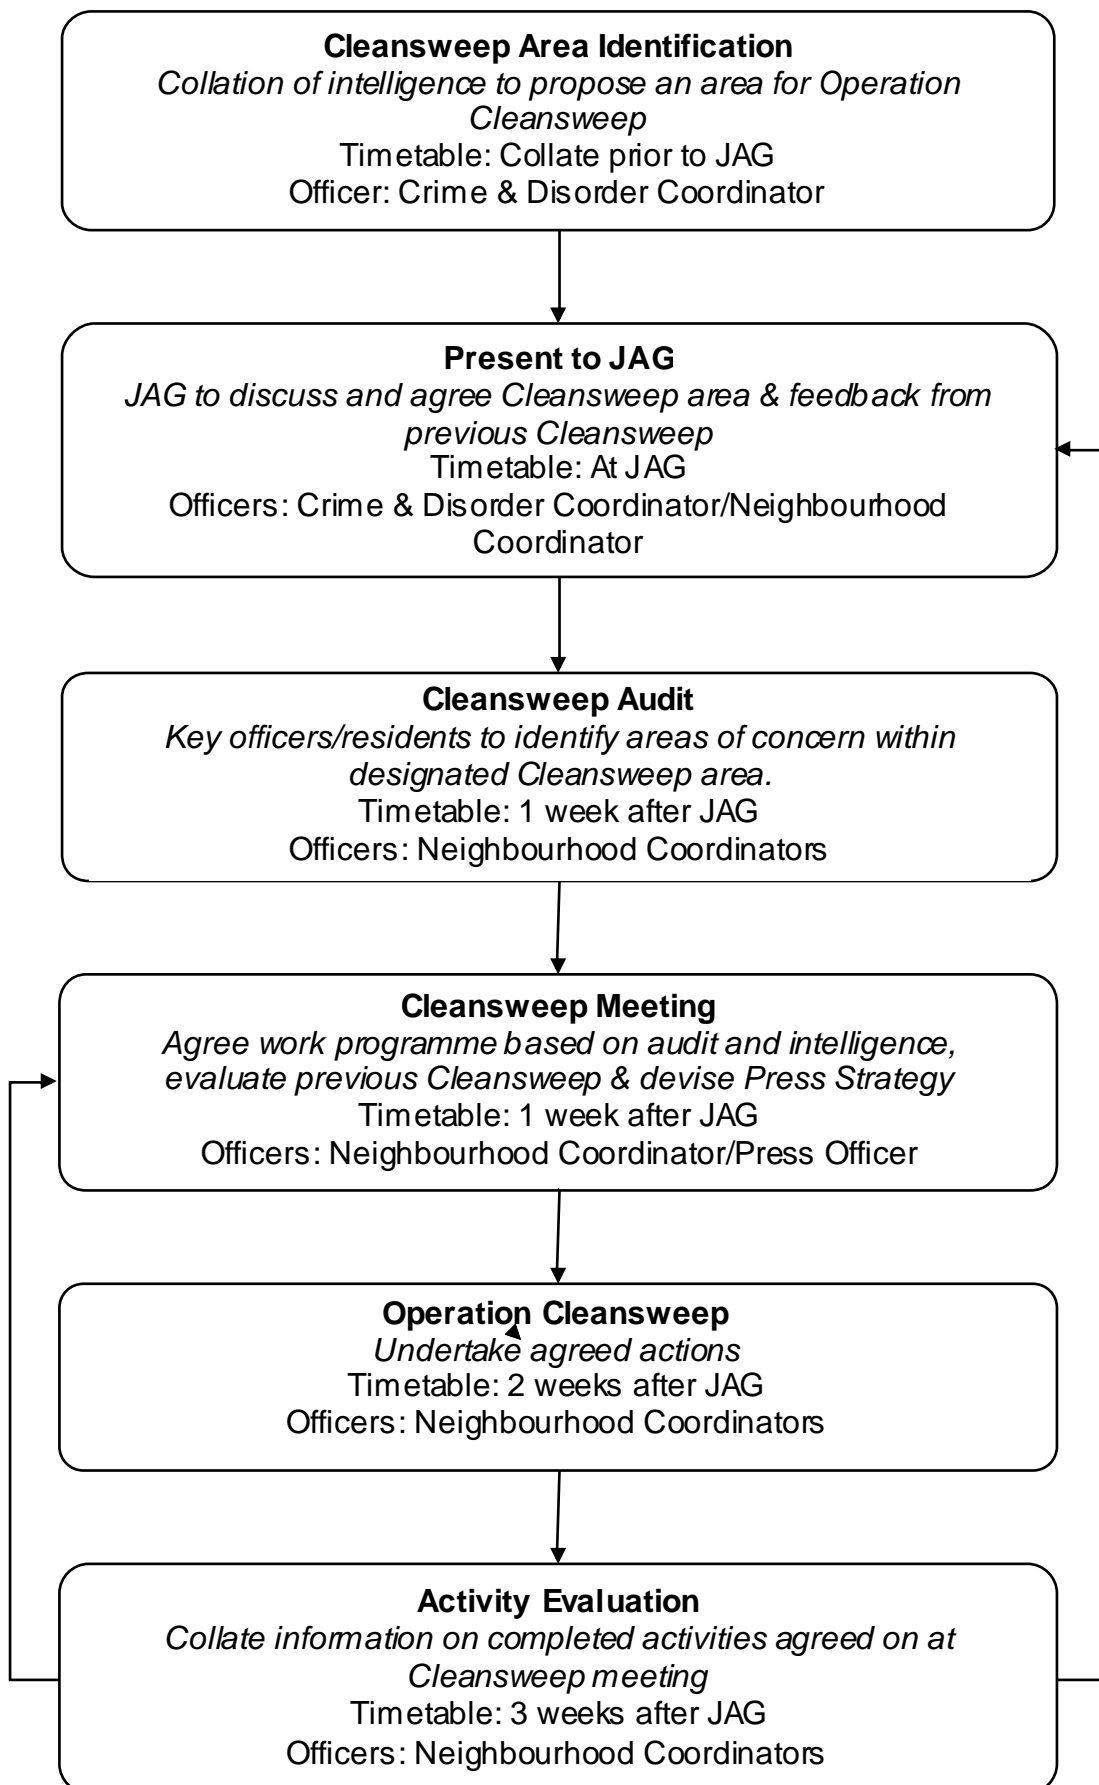 Cleansweep Area Identification
Collation of intelligence to propose an area for Operation
Cleansweep
Timetable: Collate prior to JAG
Officer: Crime & Disorder Coordinator
Present to JAG
JAG to discuss and agree Cleansweep area & feedback from
previous Cleansweep
Timetable: At JAG
Officers: Crime & Disorder Coordinator/Neighbourhood
Coordinator
Cleansweep Audit
Key officers/residents to identify areas of concern within
designated Cleansweep area.
Timetable: 1 week after JAG
Officers: Neighbourhood Coordinators
Cleansweep Meeting
Agree work programme based on audit and intelligence,
evaluate previous Cleansweep & devise Press Strategy
Timetable: 1 week after JAG
Officers: Neighbourhood Coordinator/Press Officer
Operation Cleansweep
Undertake agreed actions
Timetable: 2 weeks after JAG
Officers: Neighbourhood Coordinators
Activity Evaluation
Collate information on completed activities agreed on at
Cleansweep meeting
Timetable: 3 weeks after JAG
Officers: Neighbourhood Coordinators